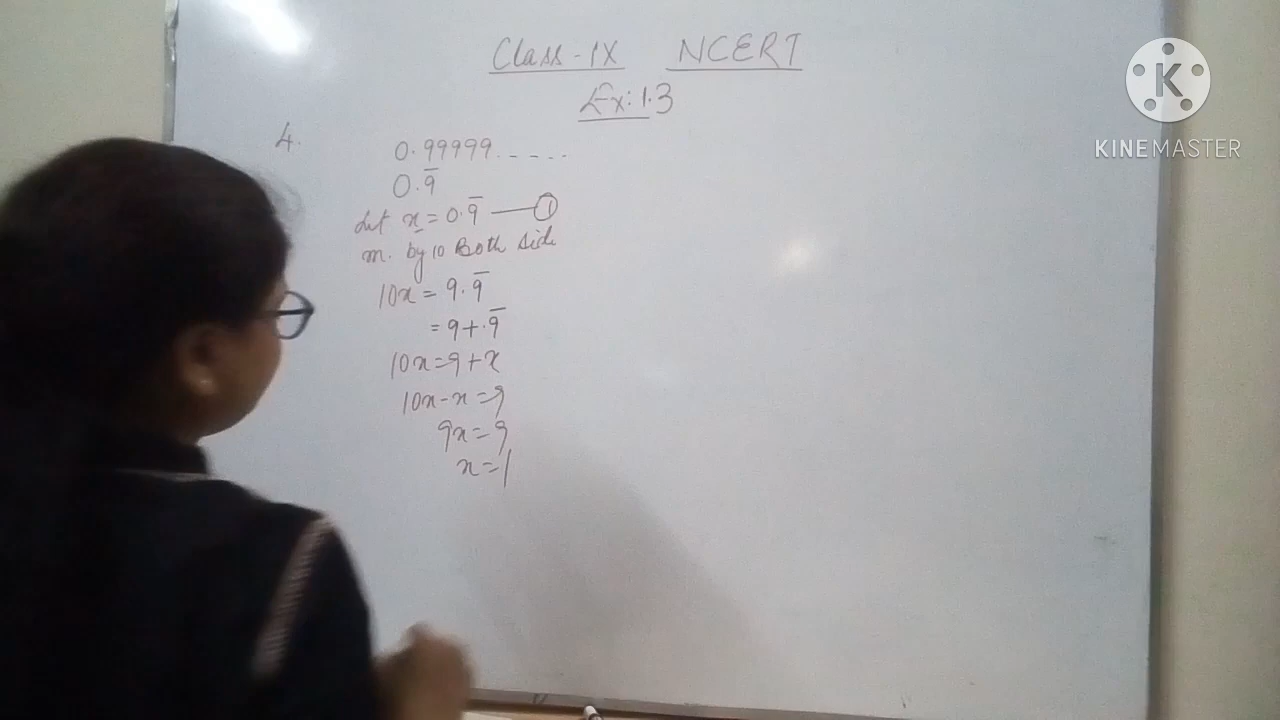 Class-IX NCERT
Ex: 1.3
4. 0.99999.----
0.9̅
Let x = 0.9̅ —— ①
m. by 10 Both side
10x = 9.9̅
= 9+.9̅
10x=9+x
10x-x=9
9x=9
x=1
K
KINEMASTER